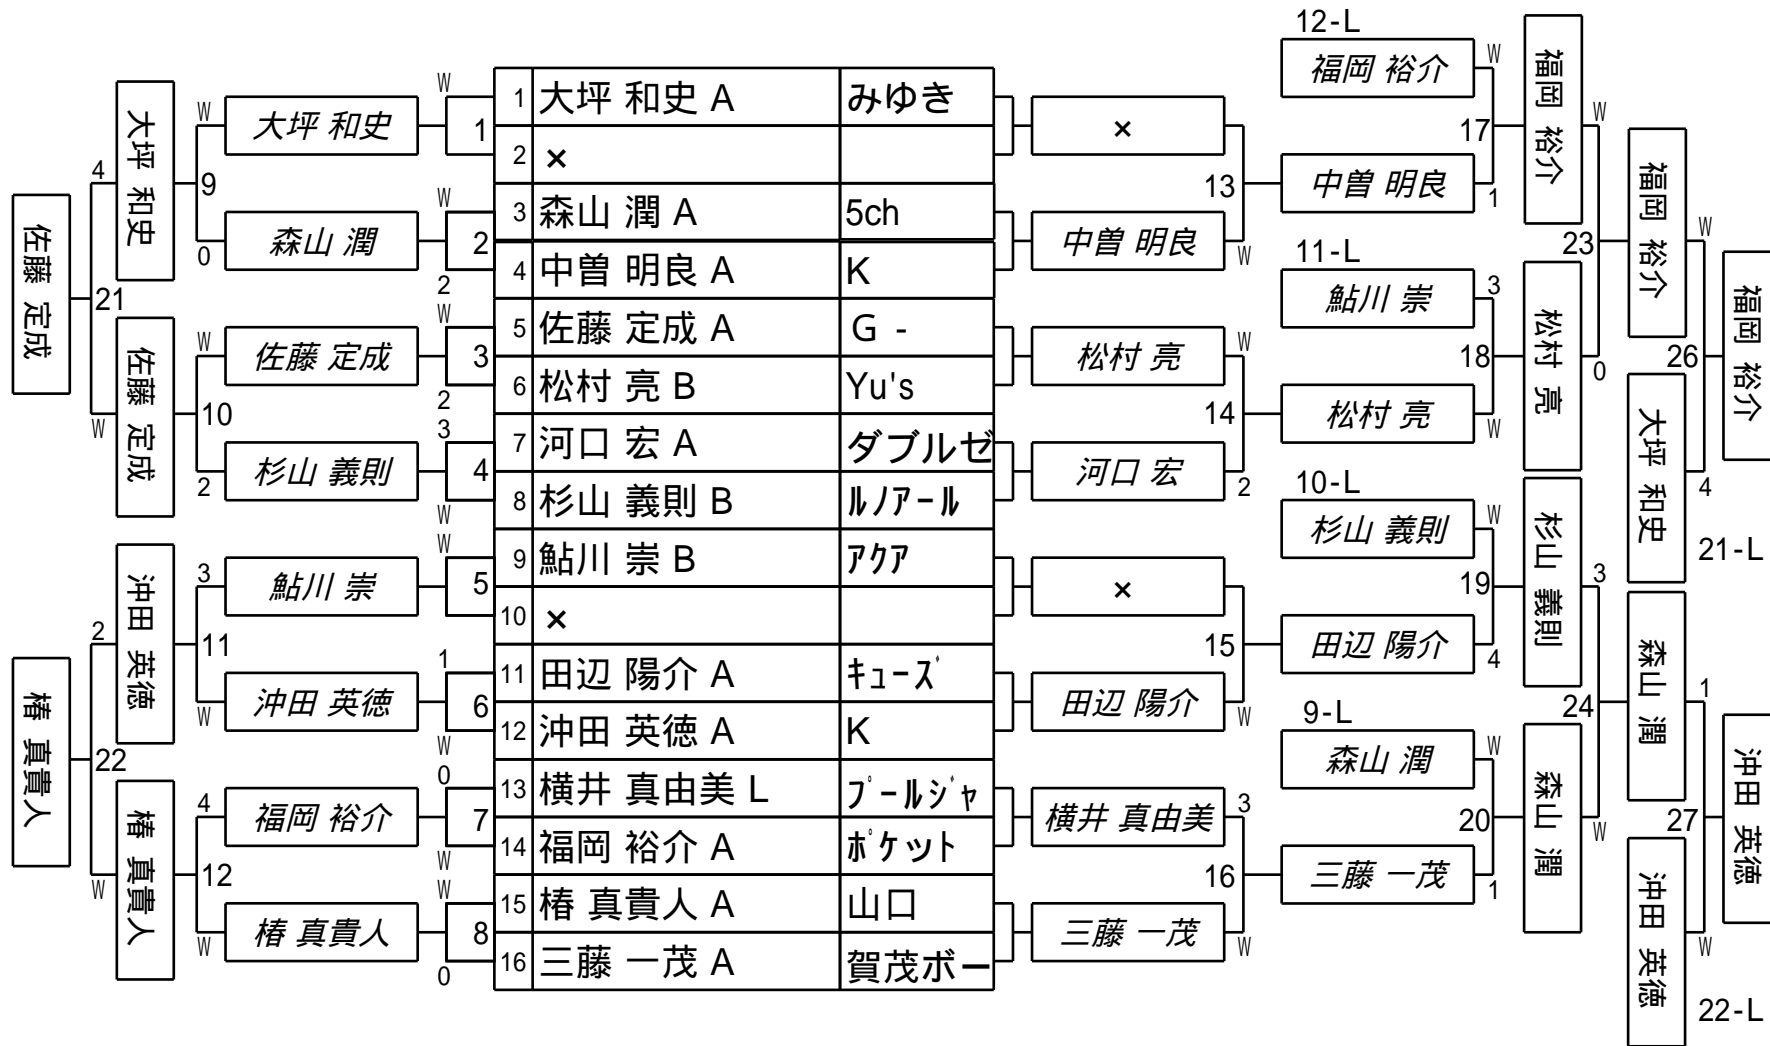 12-L
福岡 裕介
W
17
中曽 明良
1
11-L
鮎川 崇
3
18
松村 亮
W
10-L
杉山 義則
W
19
田辺 陽介
4
9-L
森山 潤
W
20
三藤 一茂
1
福岡 裕介
W
23
松村 亮
0
杉山 義則
3
24
森山 潤
W
福岡 裕介
W
26
大坪 和史
4
21-L
森山 潤
1
27
沖田 英徳
W
22-L
福岡 裕介
沖田 英徳
1 大坪 和史 A みゆき
2 ×
3 森山 潤 A 5ch
4 中曽 明良 A K
5 佐藤 定成 A G -
6 松村 亮 B Yu's
7 河口 宏 A ダブルゼ
8 杉山 義則 B ルノアール
9 鮎川 崇 B アクア
10 ×
11 田辺 陽介 A キューズ
12 沖田 英徳 A K
13 横井 真由美 L プールジャ
14 福岡 裕介 A ポケット
15 椿 真貴人 A 山口
16 三藤 一茂 A 賀茂ボー
W
1
W
2
2
W
3
2
3
4
W
W
5
1
6
W
0
7
W
W
8
0
大坪 和史
W
9
森山 潤
0
佐藤 定成
W
10
杉山 義則
2
鮎川 崇
3
11
沖田 英徳
W
福岡 裕介
4
12
椿 真貴人
W
大坪 和史
4
21
佐藤 定成
W
沖田 英徳
2
22
椿 真貴人
W
佐藤 定成
椿 真貴人
×
13
中曽 明良
W
松村 亮
W
14
河口 宏
2
×
15
田辺 陽介
W
横井 真由美
3
16
三藤 一茂
W